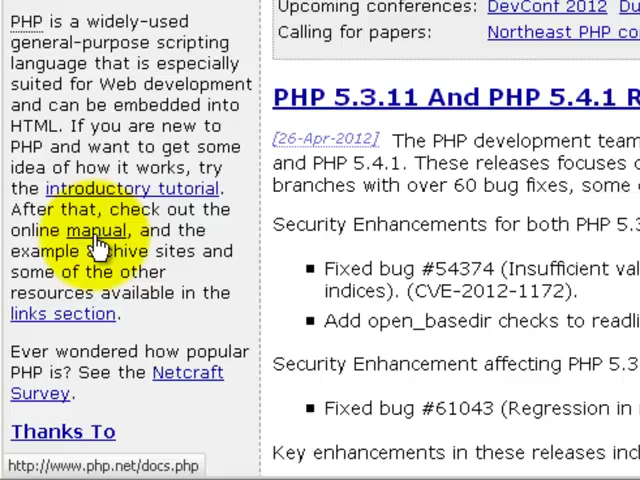 PHP is a widely-used
general-purpose scripting
language that is especially
suited for Web development
and can be embedded into
HTML. If you are new to
PHP and want to get some
idea of how it works, try
the introductory tutorial.
After that, check out the
online manual, and the
example archive sites and
some of the other
resources available in the
links section.
Ever wondered how popular
PHP is? See the Netcraft
Survey.
Thanks To
http://www.php.net/docs.php
Upcoming conferences: DevConf 2012
Calling for papers: Northeast PHP
PHP 5.3.11 And PHP 5.4.1
[26-Apr-2012] The PHP development team
and PHP 5.4.1. These releases focuses
branches with over 60 bug fixes, some
Security Enhancements for both PHP 5.3
Fixed bug #54374 (Insufficient
indices). (CVE-2012-1172).
Add open_basedir checks to
Security Enhancement affecting PHP 5.3
Fixed bug #61043 (Regression in
Key enhancements in these releases